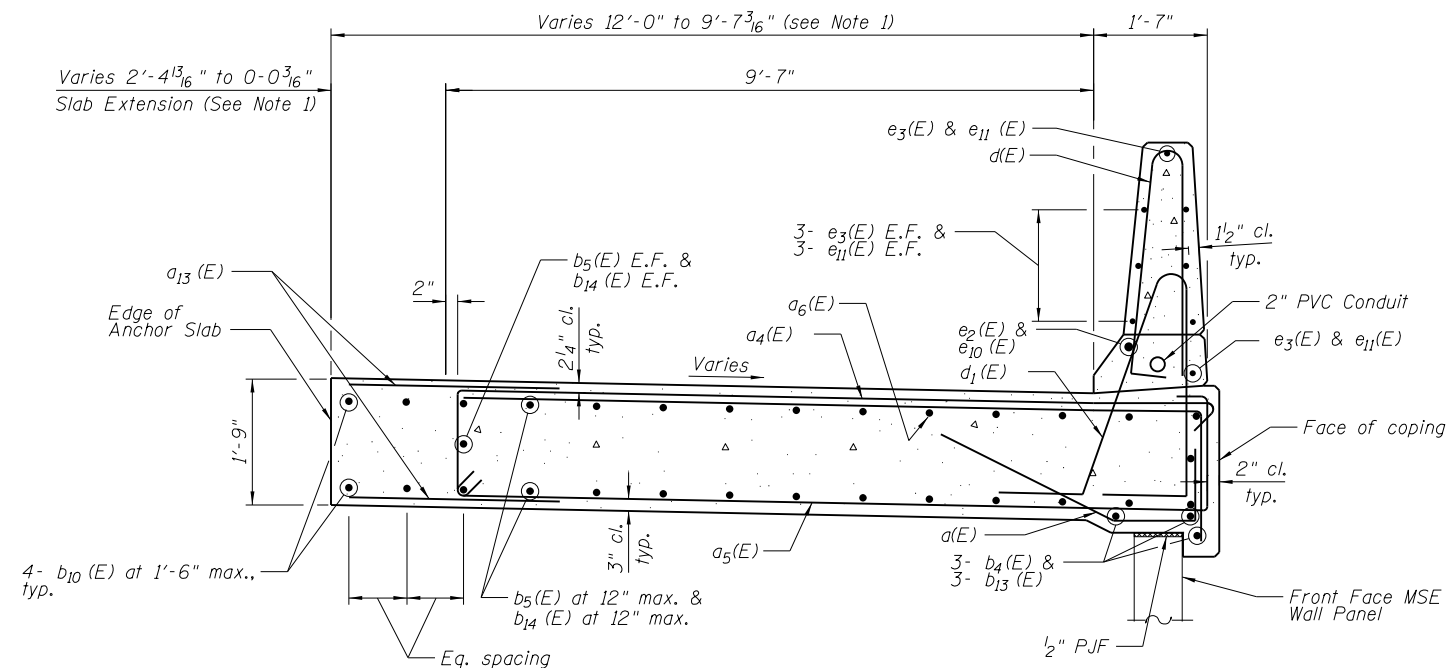 Varies 12'-0" to 9'-7 3/16" (see Note 1)
1'-7"
Varies 2'-4 13/16" to 0-0 3/16"
Slab Extension (See Note 1)
9'-7"
e3(E) & e11 (E)
d(E)
3- e3(E) E.F. &
3- e11(E) E.F.
1 1/2" cl.
typ.
a13 (E)
b5(E) E.F. &
b14 (E) E.F.
2"
2 1/4" cl.
typ.
a6(E)
a4(E)
Varies
2" PVC Conduit
e2(E) &
e10 (E)
e3(E) & e11(E)
d1(E)
Edge of
Anchor Slab
1'-9"
Face of coping
2" cl.
typ.
3" cl.
typ.
a5(E)
a(E)
3- b4(E) &
3- b13 (E)
4- b10 (E) at 1'-6" max.,
typ.
b5(E) at 12" max. &
b14 (E) at 12" max.
Front Face MSE
Wall Panel
1/2" PJF
Eq. spacing